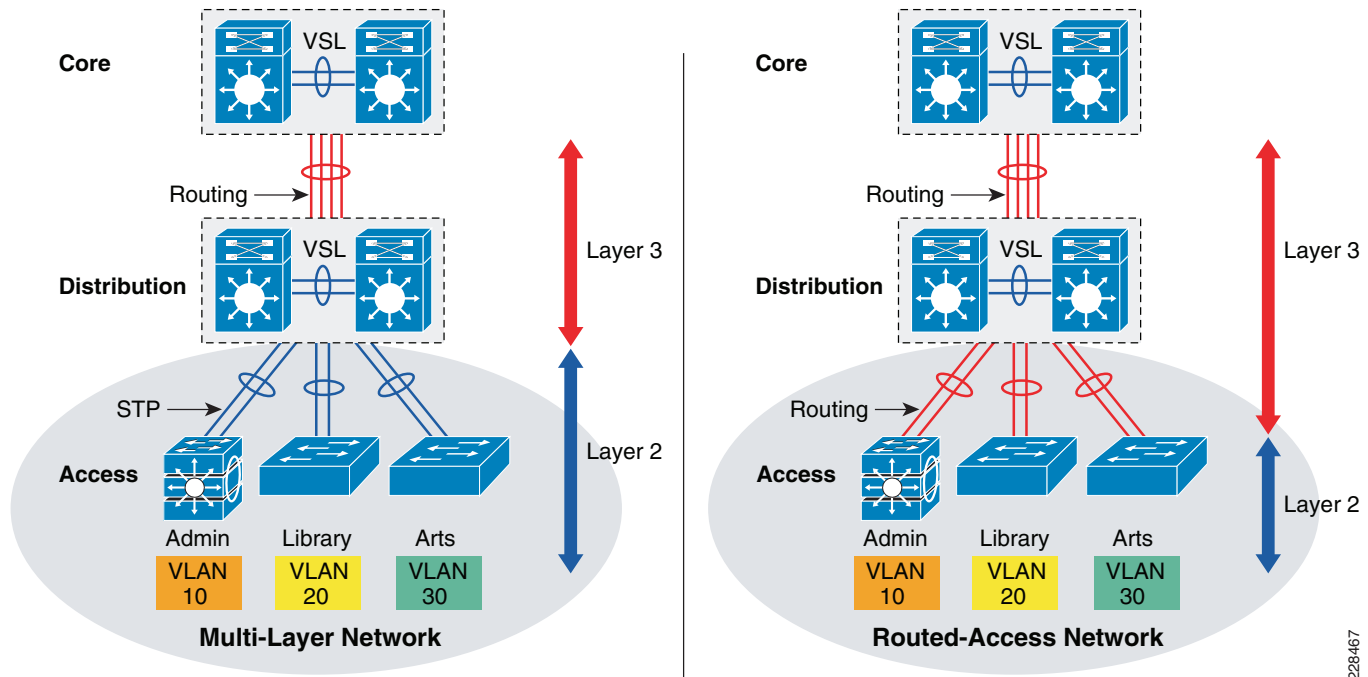 Core
VSL
Routing
Distribution
VSL
Layer 3
STP
Access
Layer 2
Admin
Library
Arts
VLAN
10
VLAN
20
VLAN
30
Multi-Layer Network
Core
VSL
Routing
Distribution
VSL
Layer 3
Routing
Access
Layer 2
Admin
Library
Arts
VLAN
10
VLAN
20
VLAN
30
Routed-Access Network
228467